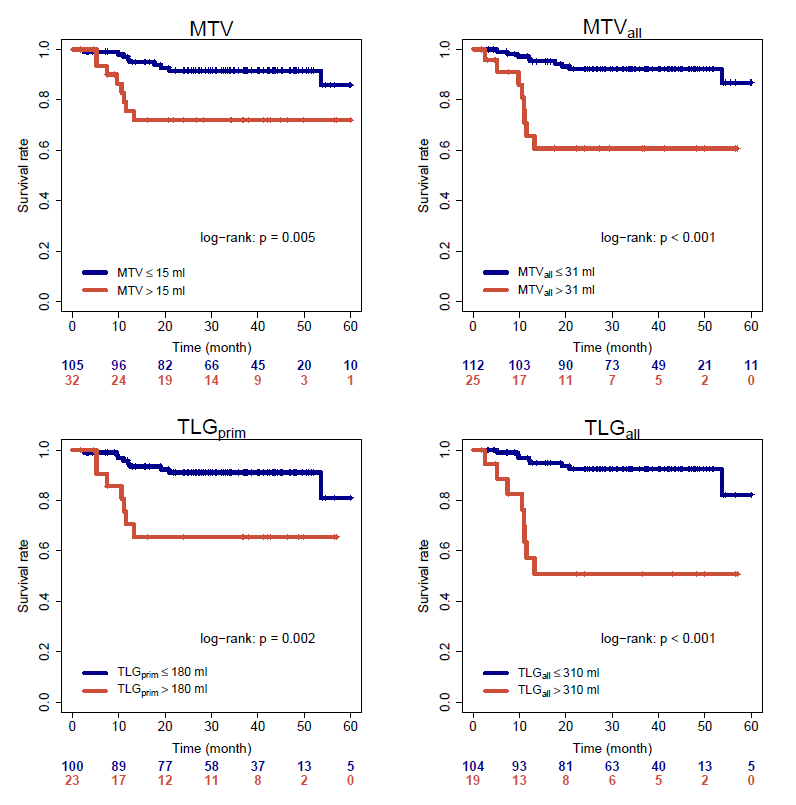 MTV
1.0
0.8
0.6
0.4
0.2
0.0
Survival rate
log−rank: p = 0.005
MTV ≤ 15 ml
MTV > 15 ml
0 10 20 30 40 50 60
Time (month)
105 96 82 66 45 20 10
32 24 19 14 9 3 1
MTVall
1.0
0.8
0.6
0.4
0.2
0.0
Survival rate
log−rank: p < 0.001
MTVall ≤ 31 ml
MTVall > 31 ml
0 10 20 30 40 50 60
Time (month)
112 103 90 73 49 21 11
25 17 11 7 5 2 0
TLGprim
1.0
0.8
0.6
0.4
0.2
0.0
Survival rate
log−rank: p = 0.002
TLGprim ≤ 180 ml
TLGprim > 180 ml
0 10 20 30 40 50 60
Time (month)
100 89 77 58 37 13 5
23 17 12 11 8 2 0
TLGall
1.0
0.8
0.6
0.4
0.2
0.0
Survival rate
log−rank: p < 0.001
TLGall ≤ 310 ml
TLGall > 310 ml
0 10 20 30 40 50 60
Time (month)
104 93 81 63 40 13 5
19 13 8 6 5 2 0